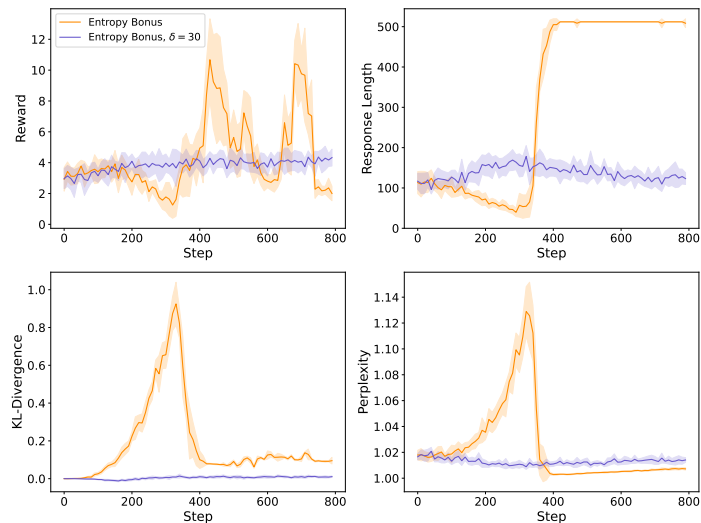 Entropy Bonus
Entropy Bonus, δ = 30
Reward
12
10
8
6
4
2
0
0 200 400 600 800
Step
Response Length
500
400
300
200
100
0
0 200 400 600 800
Step
KL-Divergence
1.0
0.8
0.6
0.4
0.2
0.0
0 200 400 600 800
Step
Perplexity
1.14
1.12
1.10
1.08
1.06
1.04
1.02
1.00
0 200 400 600 800
Step